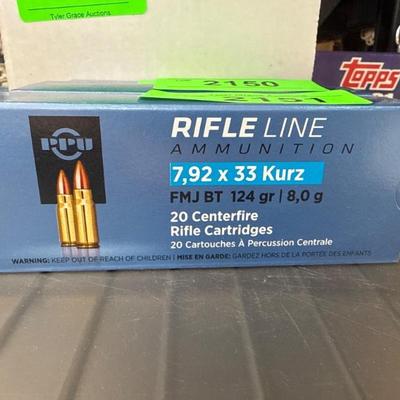 Tyler Grace Auctions
2150
2151
TOPPS
PPU
RIFLE LINE
AMMUNITION
7,92 x 33 Kurz
FMJ BT 124 gr | 8,0 g
20 Centerfire
Rifle Cartridges
20 Cartouches À Percussion Centrale
WARNING: KEEP OUT OF REACH OF CHILDREN | MISE EN GARDE: GARDEZ HORS DE LA PORTÉE DES ENFANTS